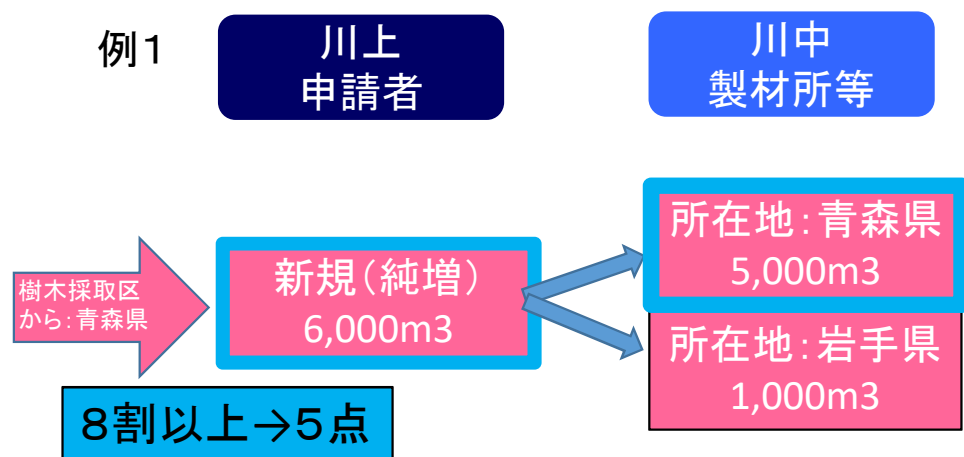 例1
川上
申請者
川中
製材所等
樹木採取区
から:青森県
新規(純増)
6,000m3
所在地:青森県
5,000m3
所在地:岩手県
1,000m3
8割以上→5点